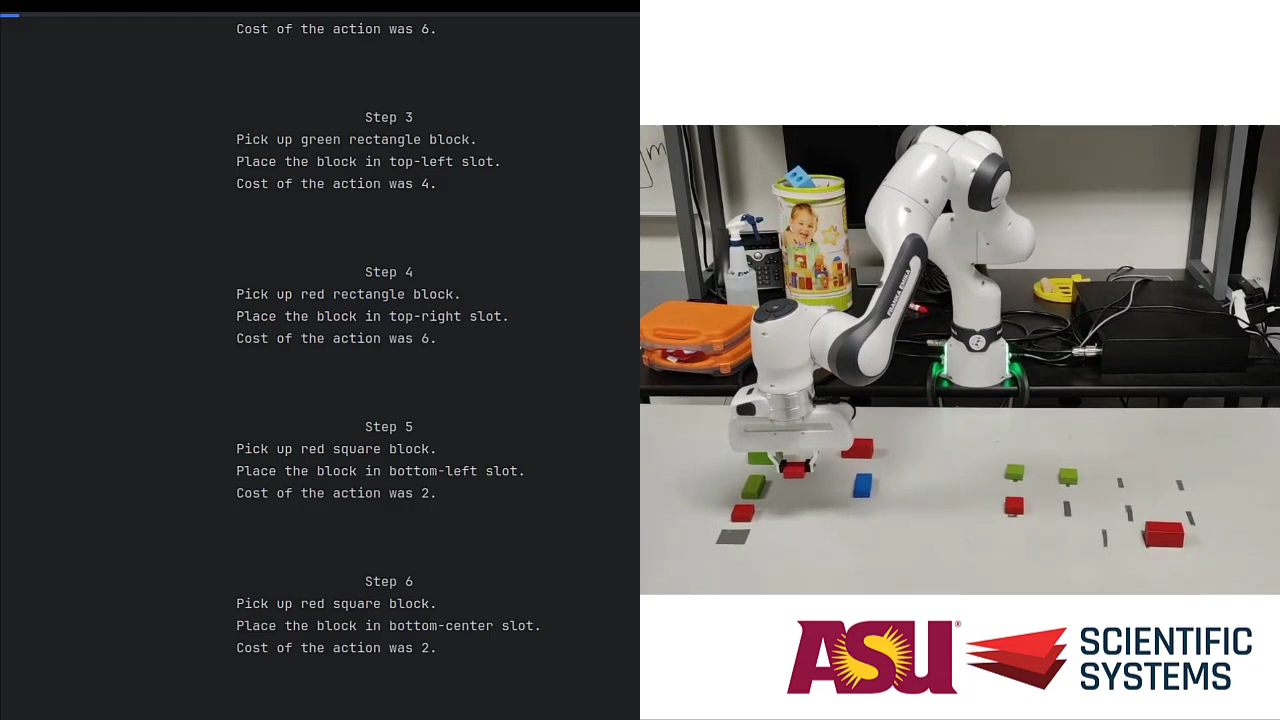 Cost of the action was 6.
Step 3
Pick up green rectangle block.
Place the block in top-left slot.
Cost of the action was 4.
Step 4
Pick up red rectangle block.
Place the block in top-right slot.
Cost of the action was 6.
Step 5
Pick up red square block.
Place the block in bottom-left slot.
Cost of the action was 2.
Step 6
Pick up red square block.
Place the block in bottom-center slot.
Cost of the action was 2.
FRANKA EMIKA
ASU®
SCIENTIFIC
SYSTEMS